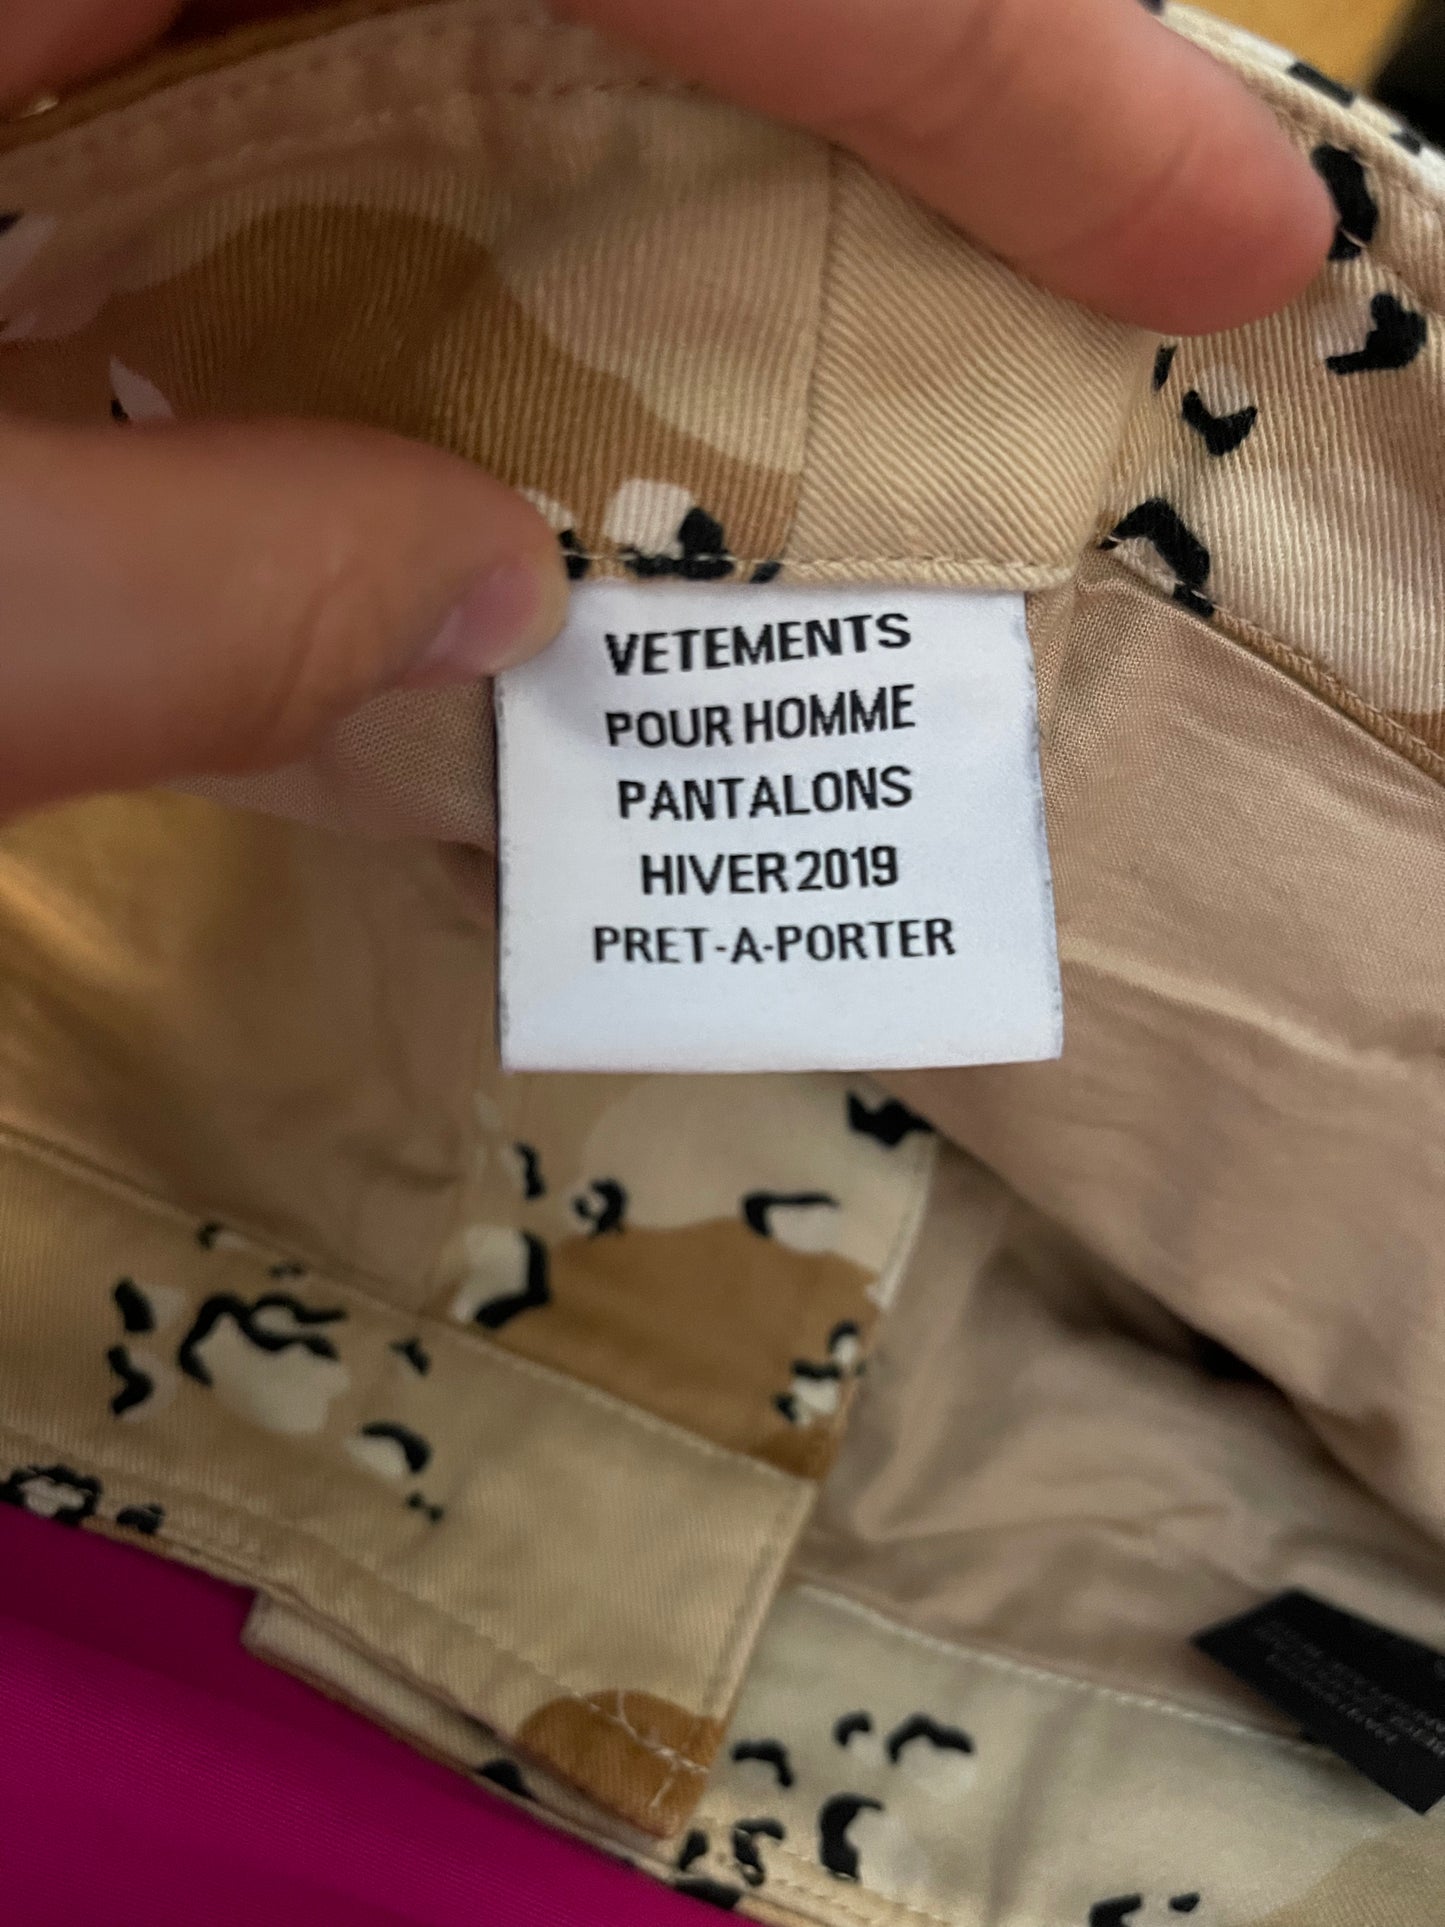 VETEMENTS
POUR HOMME
PANTALONS
HIVER 2019
PRET-A-PORTER